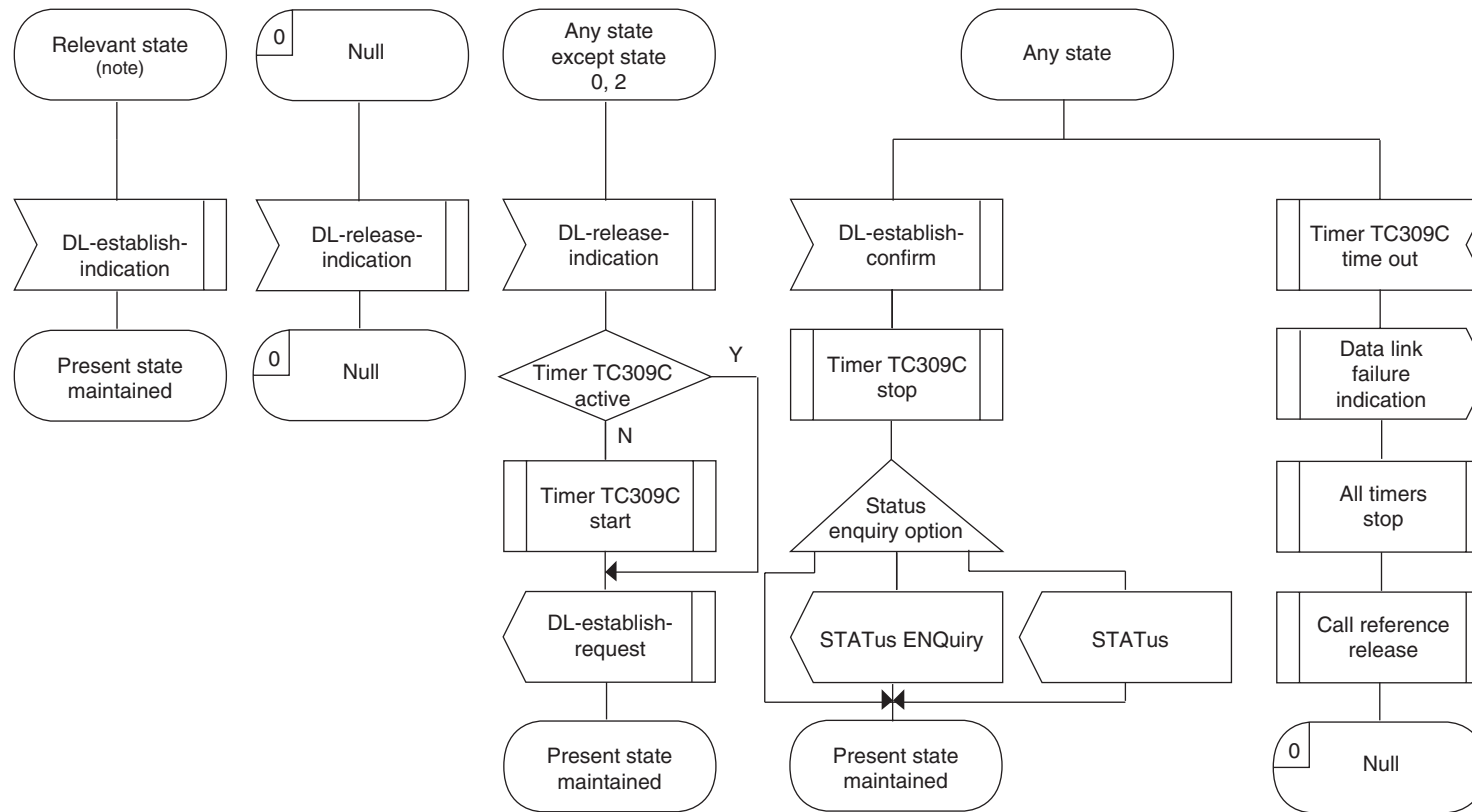 Relevant state
(note)
DL-establish-
indication
Present state
maintained
0
Null
DL-release-
indication
0
Null
Any state
except state
0, 2
DL-release-
indication
Timer TC309C
active
Y
N
Timer TC309C
start
DL-establish-
request
Present state
maintained
Any state
DL-establish-
confirm
Timer TC309C
stop
Status
enquiry option
STATus ENQuiry
STATus
Present state
maintained
Timer TC309C
time out
Data link
failure
indication
All timers
stop
Call reference
release
0
Null